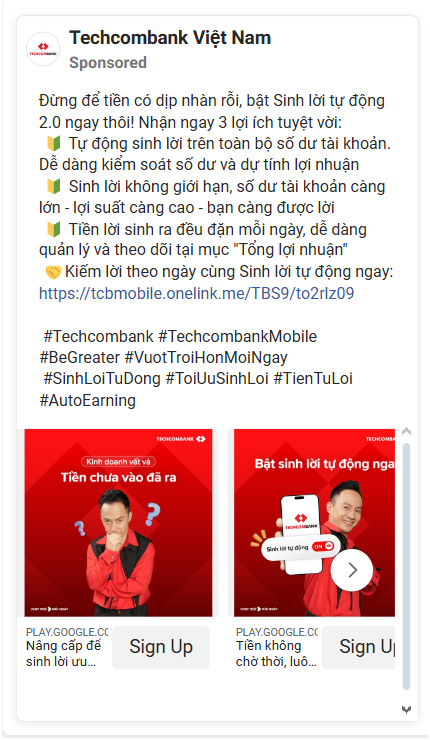 Techcombank Việt Nam
Sponsored
Đừng để tiền có dịp nhàn rỗi, bật Sinh lời tự động
2.0 ngay thôi! Nhận ngay 3 lợi ích tuyệt vời:
🔰 Tự động sinh lời trên toàn bộ số dư tài khoản.
Dễ dàng kiểm soát số dư và dự tính lợi nhuận
🔰 Sinh lời không giới hạn, số dư tài khoản càng
lớn - lợi suất càng cao - bạn càng được lời
🔰 Tiền lời sinh ra đều đặn mỗi ngày, dễ dàng
quản lý và theo dõi tại mục "Tổng lợi nhuận"
🤝Kiếm lời theo ngày cùng Sinh lời tự động ngay:
https://tcbmobile.onelink.me/TBS9/to2rlz09
#Techcombank #TechcombankMobile
#BeGreater #VuotTroiHonMoiNgay
#SinhLoiTuDong #ToiUuSinhLoi #TienTuLoi
#AutoEarning
TECHCOMBANK
Kinh doanh vất vả
Tiền chưa vào đã ra
VƯỢT TRỘI MỖI NGÀY
TECHCOMBANK
Bật sinh lời tự động nga
TECHCOMBANK
Sinh lời tự động ON
VƯỢT TRỘI MỖI NGÀY
PLAY.GOOGLE.CO
Nâng cấp để
sinh lời ưu...
Sign Up
PLAY.GOOGLE.CO
Tiền không
chờ thời, luô...
Sign U